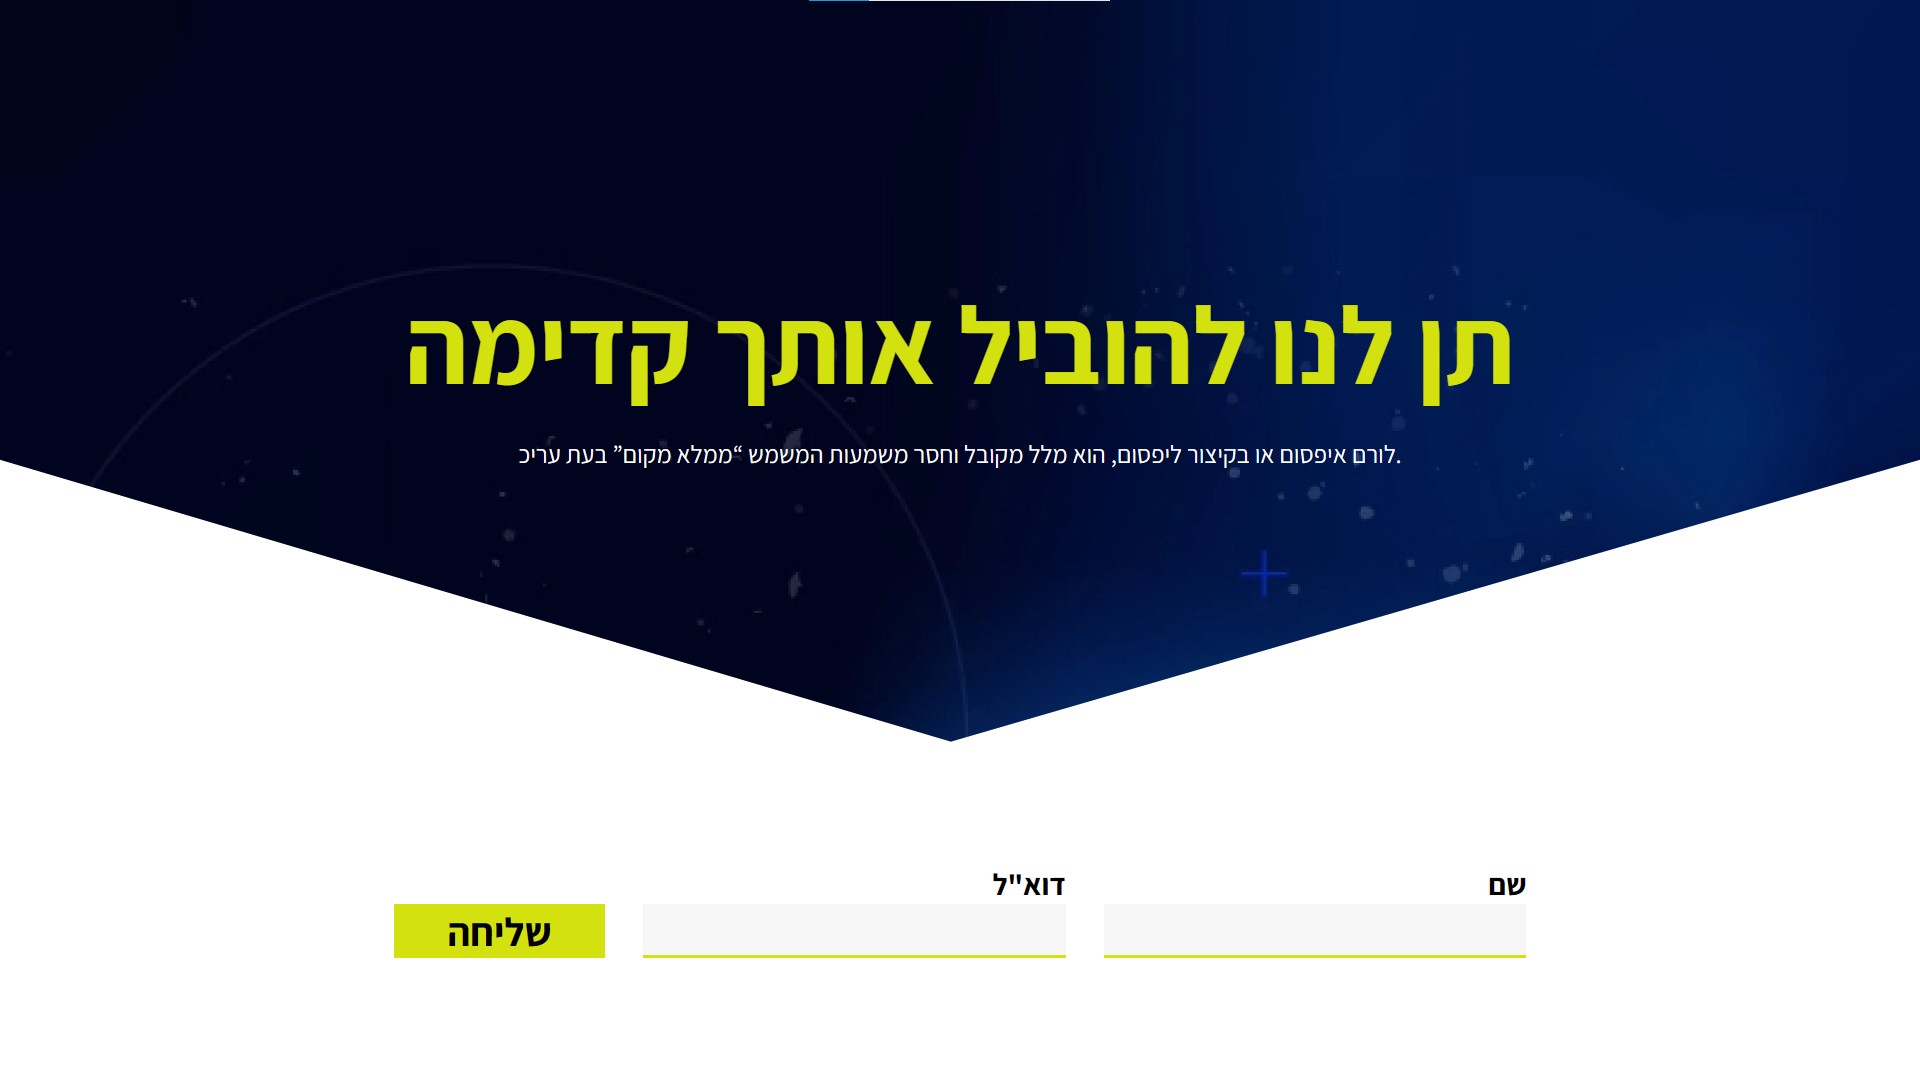 תן לנו להוביל אותך קדימה
לורם איפסום או בקיצור ליפסום, הוא מלל מקובל וחסר משמעות המשמש “ממלא מקום” בעת עריכ.
שם
דוא"ל
שליחה